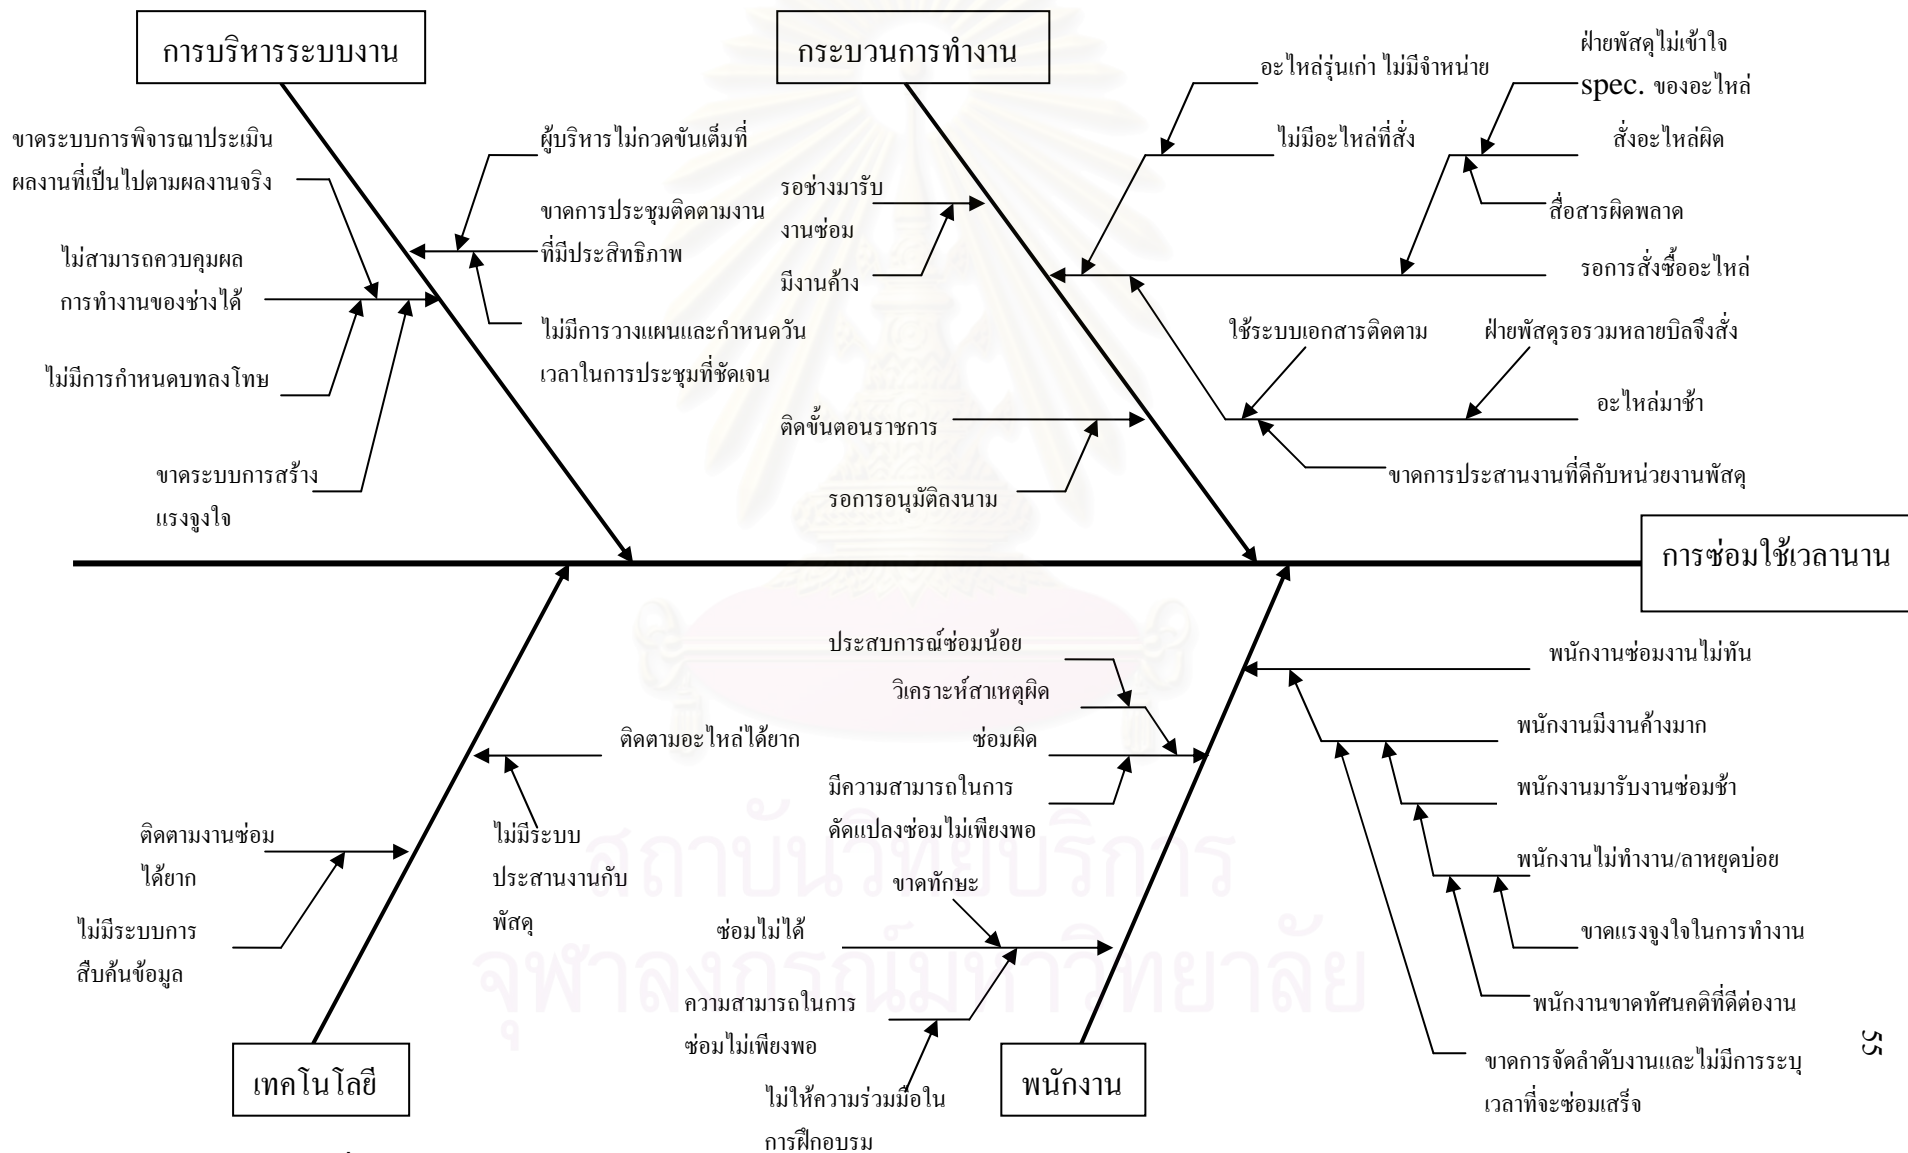 การบริหารระบบงาน
กระบวนการทำงาน
ขาดระบบการพิจารณาประเมิน
ผลงานที่เป็นไปตามผลงานจริง
ผู้บริหารไม่กวดขันเต็มที่
ขาดการประชุมติดตามงาน
ที่มีประสิทธิภาพ
ไม่สามารถควบคุมผล
การทำงานของช่างได้
ไม่มีการวางแผนและกำหนดวัน
เวลาในการประชุมที่ชัดเจน
ไม่มีการกำหนดบทลงโทษ
ขาดระบบการสร้าง
แรงจูงใจ
อะไหล่รุ่นเก่า ไม่มีจำหน่าย
ฝ่ายพัสดุไม่เข้าใจ
spec. ของอะไหล่
ไม่มีอะไหล่ที่สั่ง
สั่งอะไหล่ผิด
รอช่างมารับ
งานซ่อม
สื่อสารผิดพลาด
มีงานค้าง
รอการสั่งซื้ออะไหล่
ใช้ระบบเอกสารติดตาม
ฝ่ายพัสดุรอรวมหลายบิลจึงสั่ง
อะไหล่มาช้า
ติดขั้นตอนราชการ
ขาดการประสานงานที่ดีกับหน่วยงานพัสดุ
รอการอนุมัติลงนาม
การซ่อมใช้เวลานาน
ประสบการณ์ซ่อมน้อย
วิเคราะห์สาเหตุผิด
ซ่อมผิด
มีความสามารถในการ
ดัดแปลงซ่อมไม่เพียงพอ
พนักงานซ่อมงานไม่ทัน
พนักงานมีงานค้างมาก
พนักงานมารับงานซ่อมช้า
พนักงานไม่ทำงาน/ลาหยุดบ่อย
ขาดแรงจูงใจในการทำงาน
พนักงานขาดทัศนคติที่ดีต่องาน
ขาดการจัดลำดับงานและไม่มีการระบุ
เวลาที่จะซ่อมเสร็จ
ติดตามอะไหล่ได้ยาก
ไม่มีระบบ
ประสานงานกับ
พัสดุ
ติดตามงานซ่อม
ได้ยาก
ไม่มีระบบการ
สืบค้นข้อมูล
ขาดทักษะ
ซ่อมไม่ได้
ความสามารถในการ
ซ่อมไม่เพียงพอ
ไม่ให้ความร่วมมือใน
การฝึกอบรม
เทคโนโลยี
พนักงาน
สถาบันวิทยบริการ
จุฬาลงกรณ์มหาวิทยาลัย
55